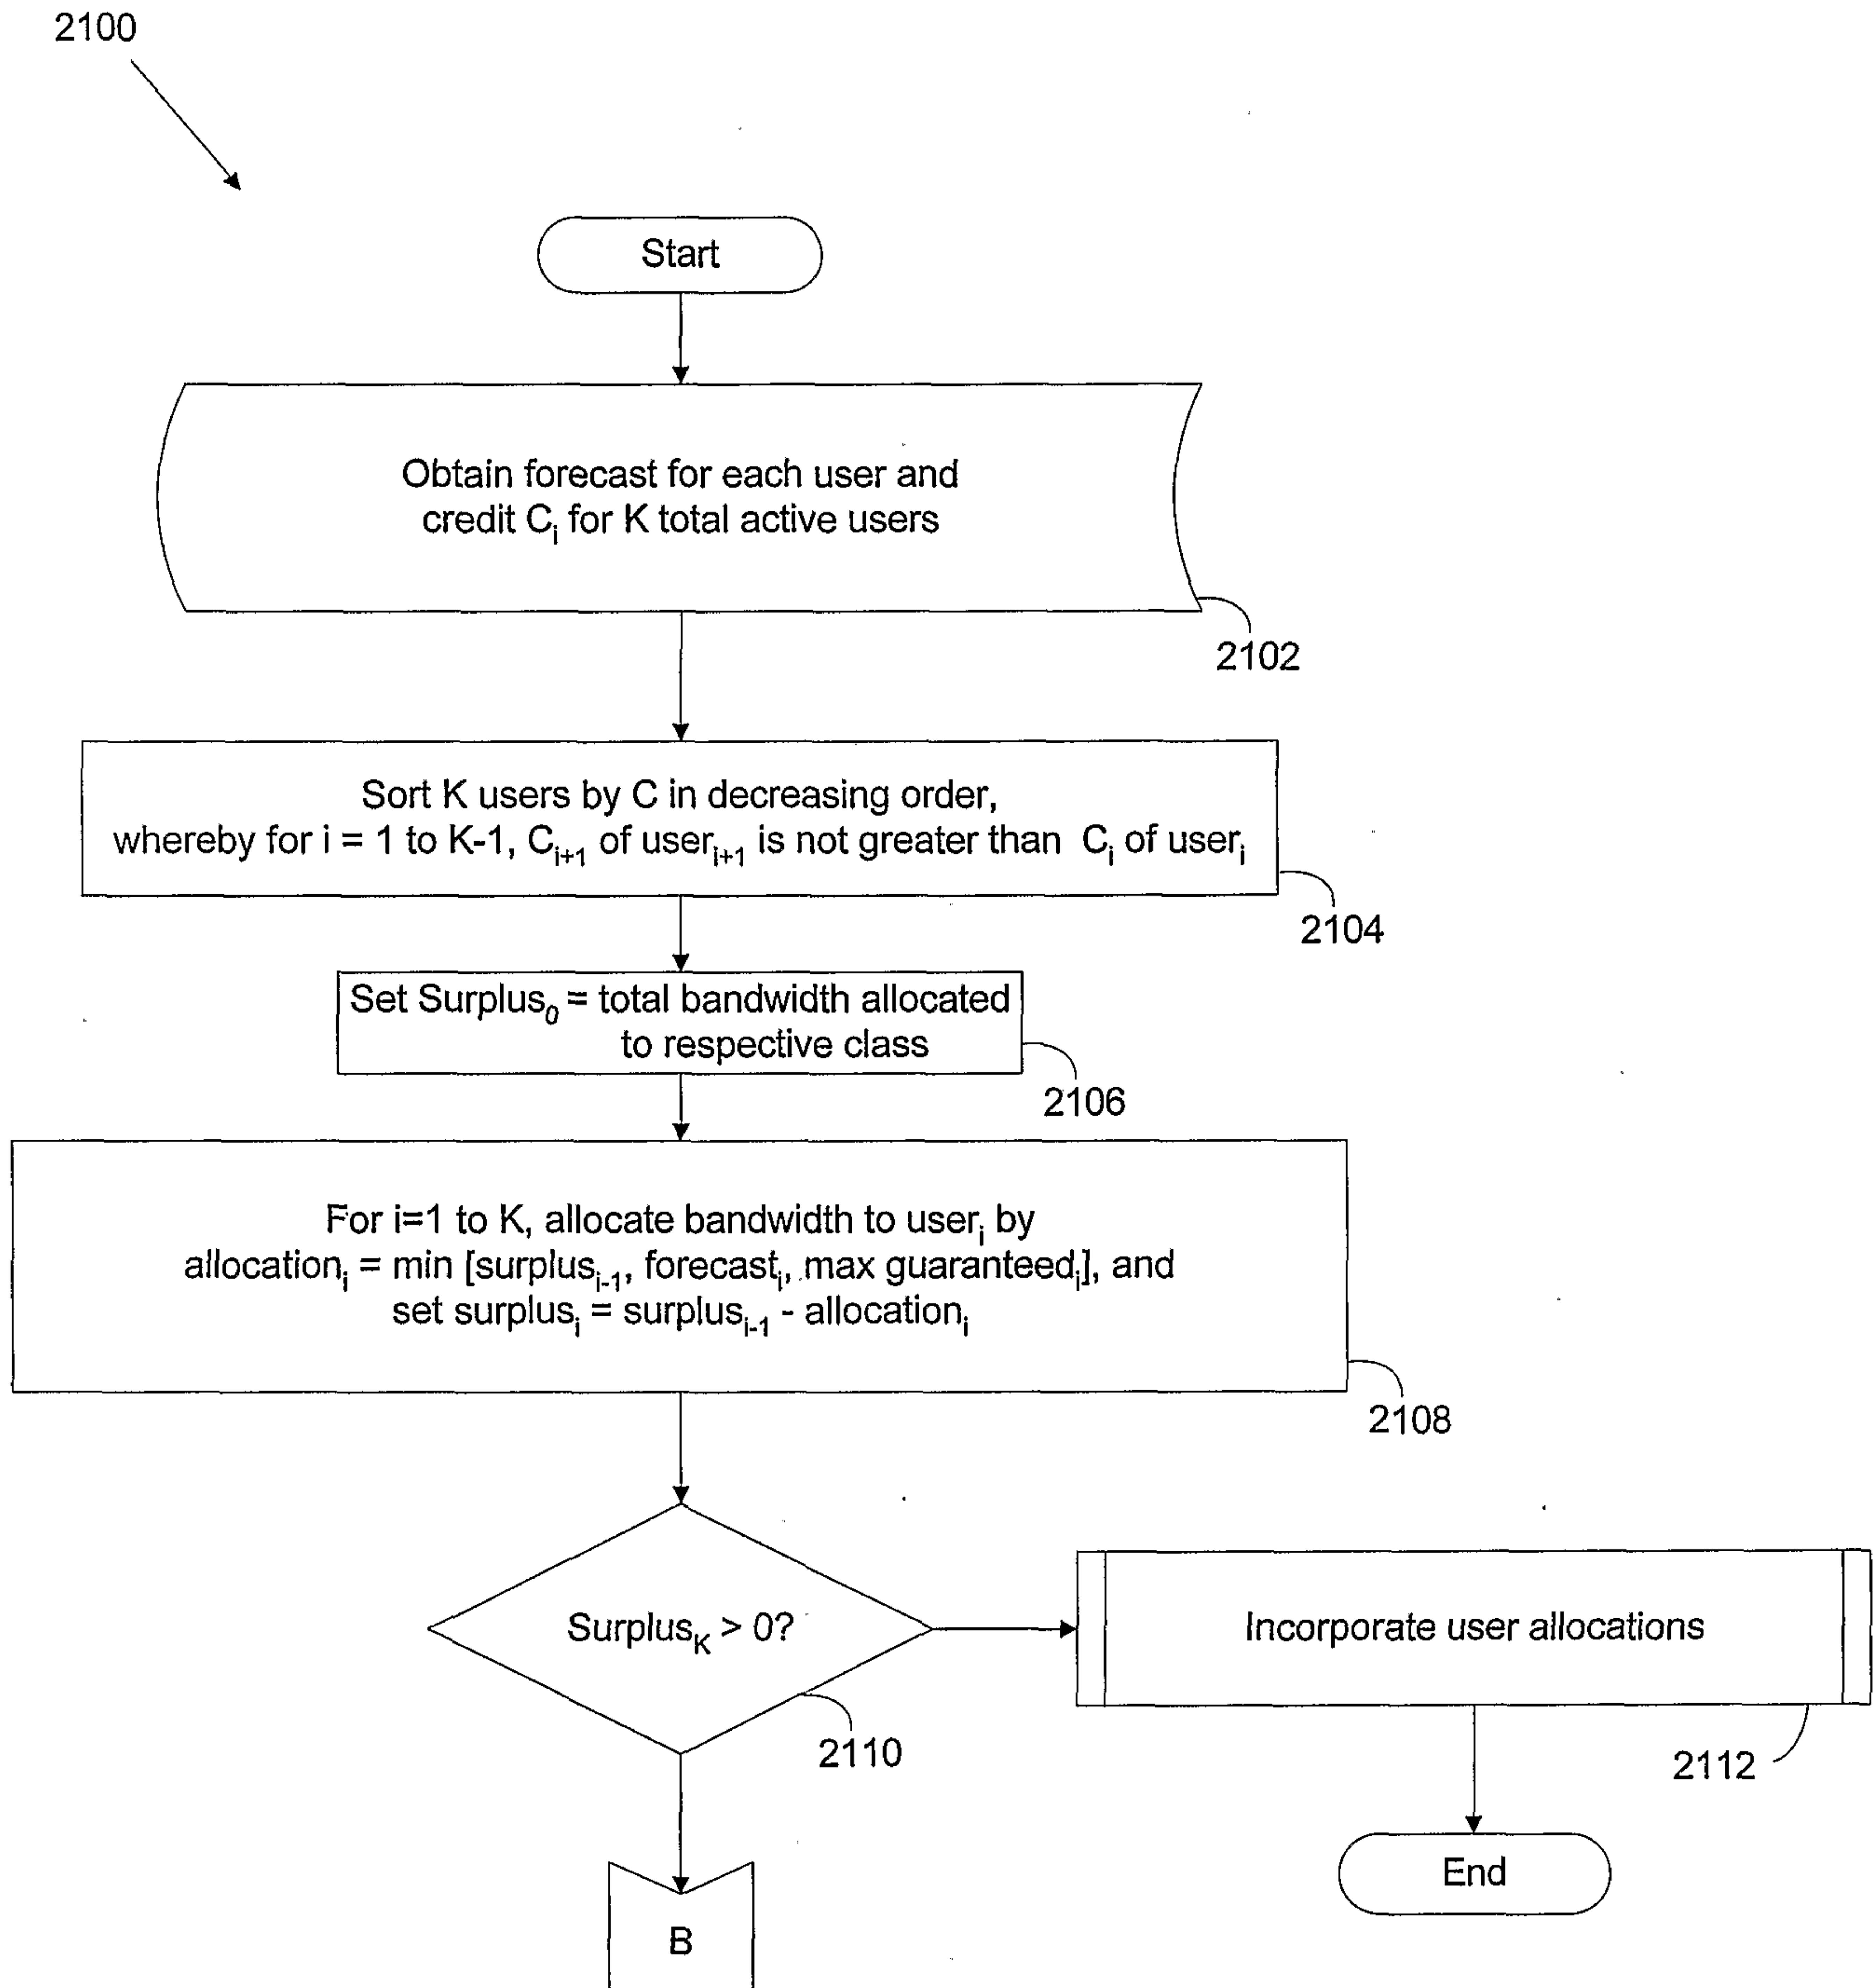 2100
Start
Obtain forecast for each user and
credit Cᵢ for K total active users
2102
Sort K users by C in decreasing order,
whereby for i = 1 to K-1, Cᵢ₊₁ of userᵢ₊₁ is not greater than Cᵢ of userᵢ
2104
Set Surplus₀ = total bandwidth allocated
to respective class
2106
For i=1 to K, allocate bandwidth to userᵢ by
allocationᵢ = min [surplusᵢ₋₁, forecastᵢ, max guaranteedᵢ], and
set surplusᵢ = surplusᵢ₋₁ - allocationᵢ
2108
Surplus_K > 0?
2110
Incorporate user allocations
2112
End
B